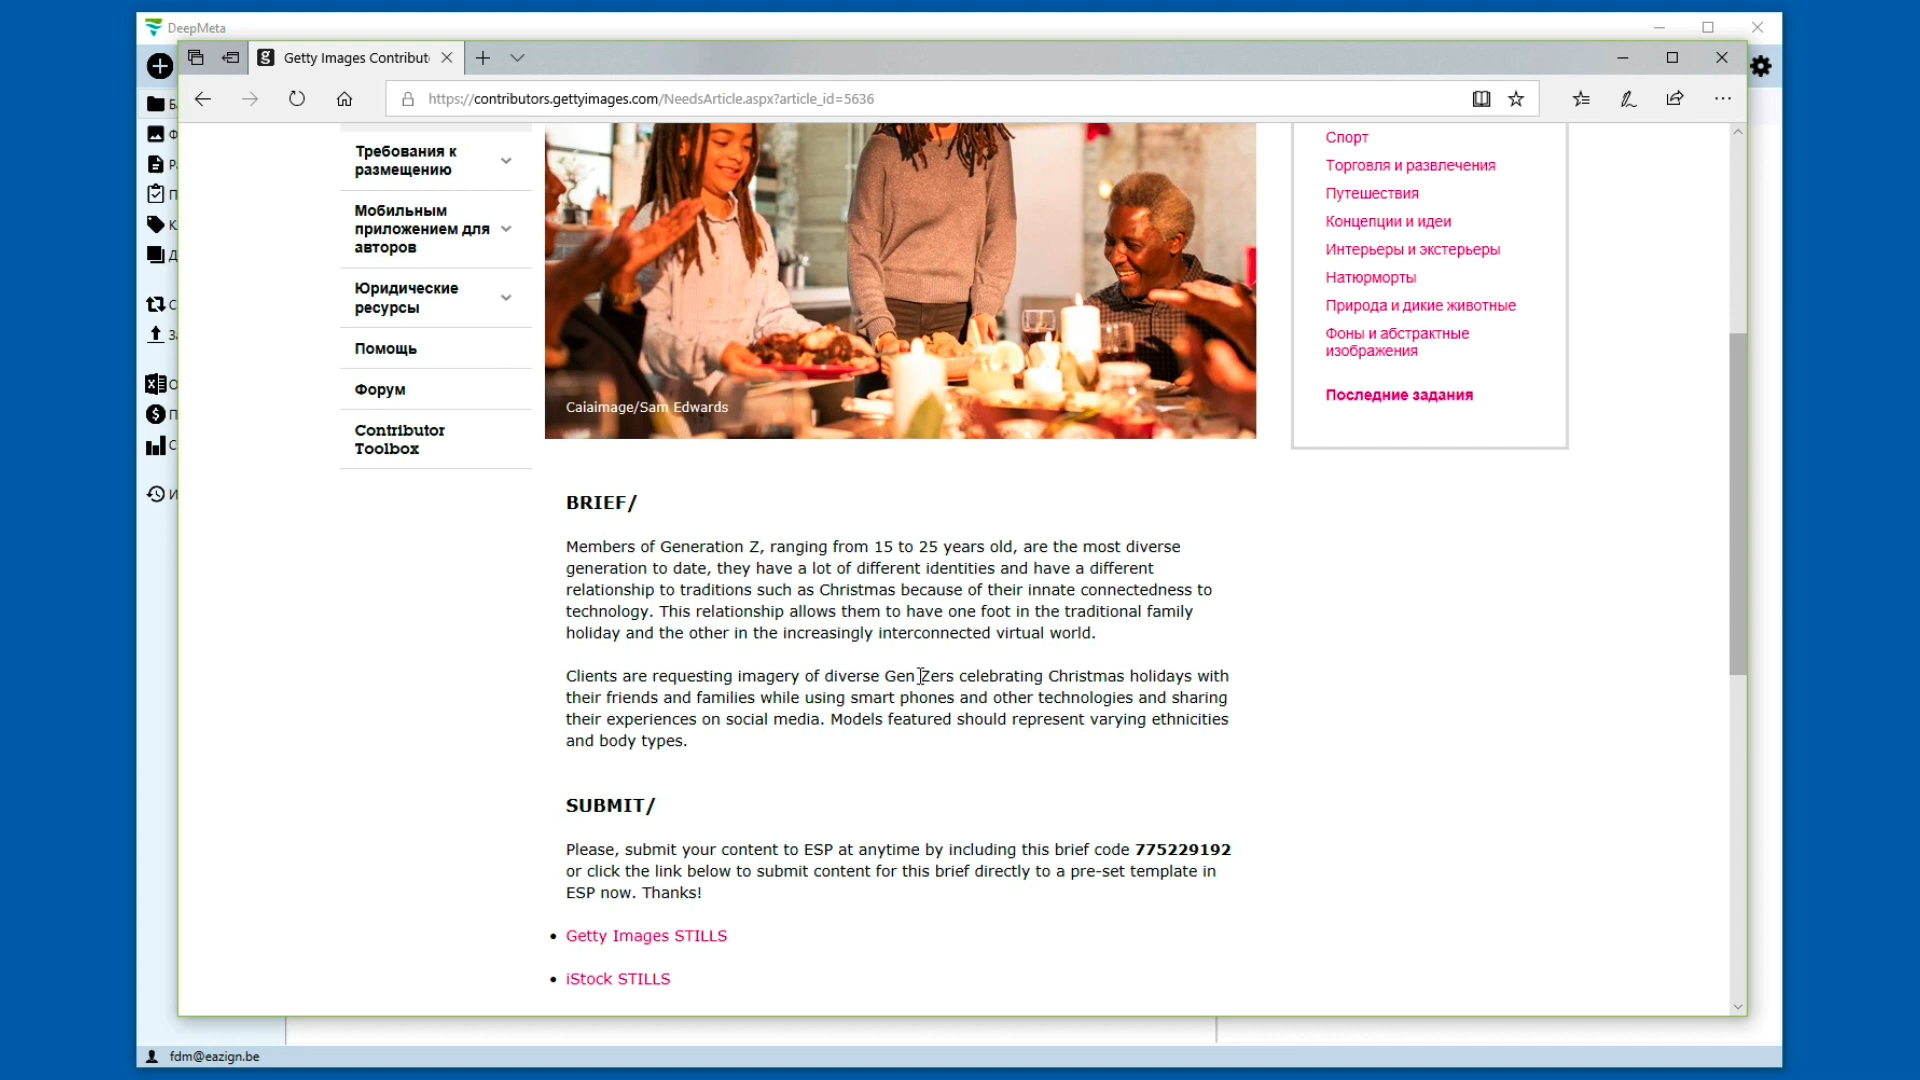 DeepMeta
Getty Images Contribut
https://contributors.gettyimages.com/NeedsArticle.aspx?article_id=5636
Требования к
размещению
Мобильным
приложением для
авторов
Юридические
ресурсы
Помощь
Форум
Contributor
Toolbox
Caiaimage/Sam Edwards
Спорт
Торговля и развлечения
Путешествия
Концепции и идеи
Интерьеры и экстерьеры
Натюрморты
Природа и дикие животные
Фоны и абстрактные
изображения
Последние задания
BRIEF/
Members of Generation Z, ranging from 15 to 25 years old, are the most diverse
generation to date, they have a lot of different identities and have a different
relationship to traditions such as Christmas because of their innate connectedness to
technology. This relationship allows them to have one foot in the traditional family
holiday and the other in the increasingly interconnected virtual world.
Clients are requesting imagery of diverse Gen Zers celebrating Christmas holidays with
their friends and families while using smart phones and other technologies and sharing
their experiences on social media. Models featured should represent varying ethnicities
and body types.
SUBMIT/
Please, submit your content to ESP at anytime by including this brief code 775229192
or click the link below to submit content for this brief directly to a pre-set template in
ESP now. Thanks!
• Getty Images STILLS
• iStock STILLS
fdm@eazign.be